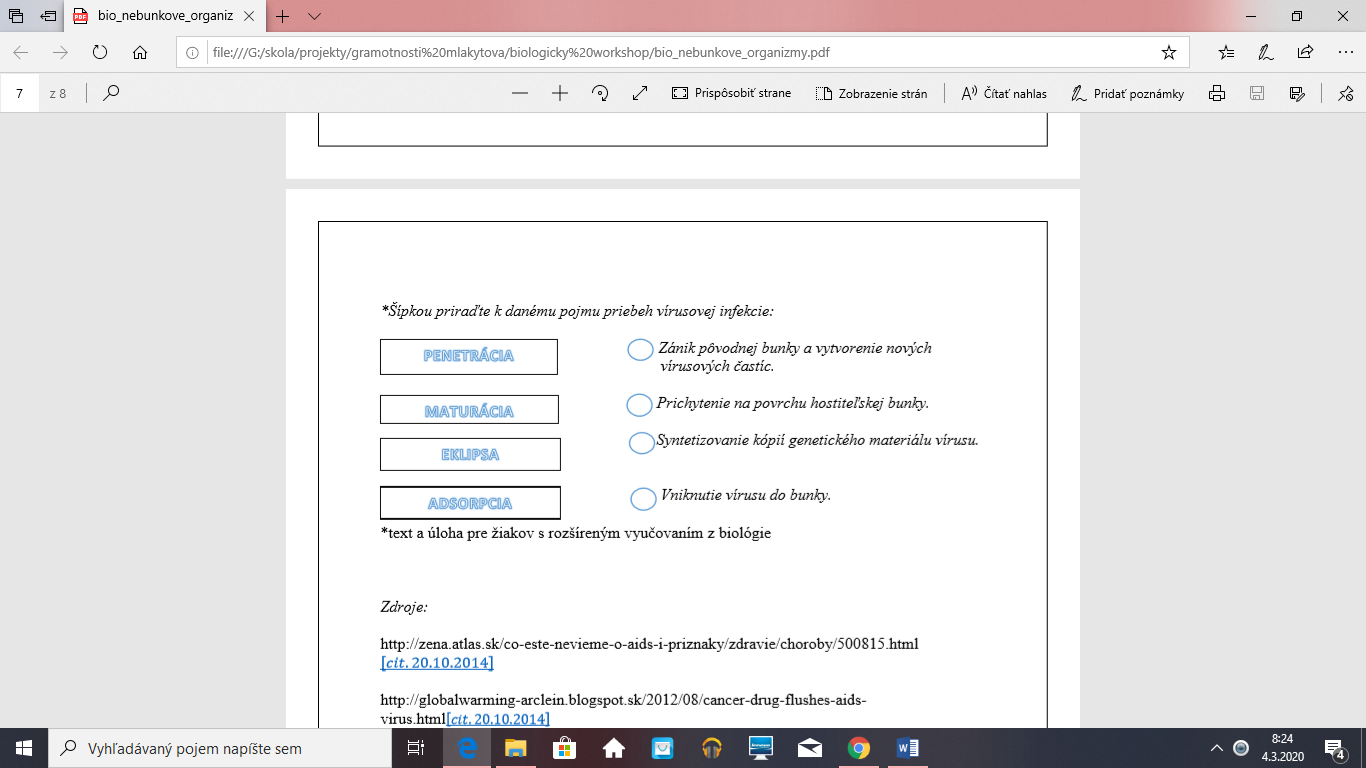 bio_nebunkove_organiz
file:///G:/skola/projekty/gramotnosti%20mlakytova/biologicky%20workshop/bio_nebunkove_organizmy.pdf
7 z 8 Prispôsobiť strane Zobrazenie strán Čítať nahlas Pridať poznámky
*Šípkou priraďte k danému pojmu priebeh vírusovej infekcie:
PENETRÁCIA Zánik pôvodnej bunky a vytvorenie nových
vírusových častíc.
MATURÁCIA Prichytenie na povrchu hostiteľskej bunky.
EKLIPSA Syntetizovanie kópií genetického materiálu vírusu.
ADSORPCIA Vniknutie vírusu do bunky.
*text a úloha pre žiakov s rozšíreným vyučovaním z biológie
Zdroje:
http://zena.atlas.sk/co-este-nevieme-o-aids-i-priznaky/zdravie/choroby/500815.html
[cit. 20.10.2014]
http://globalwarming-arclein.blogspot.sk/2012/08/cancer-drug-flushes-aids-
virus.html[cit. 20.10.2014]
Vyhľadávaný pojem napíšte sem
8:24
4.3.2020
4